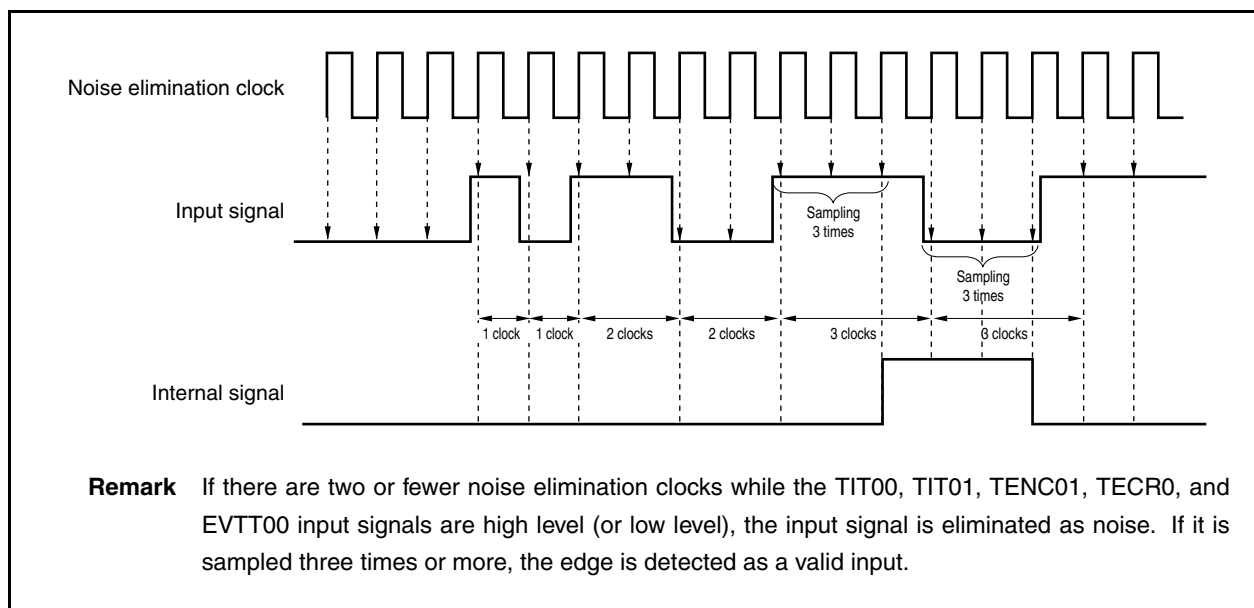 Noise elimination clock
Input signal
Sampling
3 times
Sampling
3 times
1 clock
1 clock
2 clocks
2 clocks
3 clocks
3 clocks
Internal signal
Remark If there are two or fewer noise elimination clocks while the TIT00, TIT01, TENC01, TECR0, and
EVTT00 input signals are high level (or low level), the input signal is eliminated as noise. If it is
sampled three times or more, the edge is detected as a valid input.